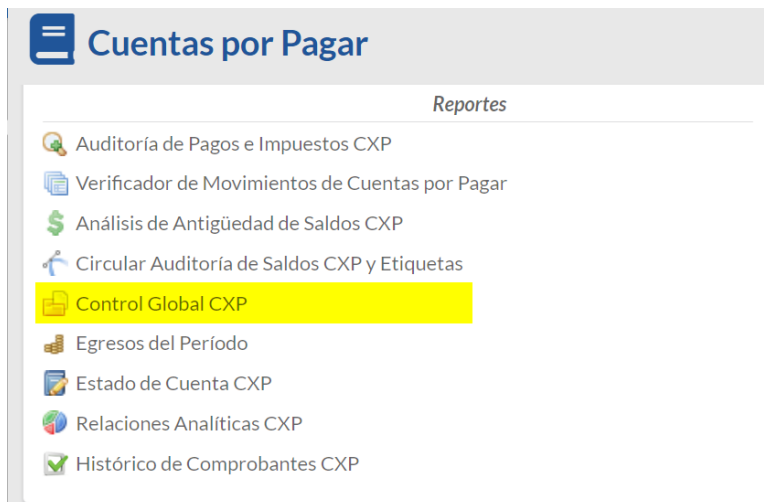 Cuentas por Pagar
Reportes
Auditoría de Pagos e Impuestos CXP
Verificador de Movimientos de Cuentas por Pagar
Análisis de Antigüedad de Saldos CXP
Circular Auditoría de Saldos CXP y Etiquetas
Control Global CXP
Egresos del Período
Estado de Cuenta CXP
Relaciones Analíticas CXP
Histórico de Comprobantes CXP